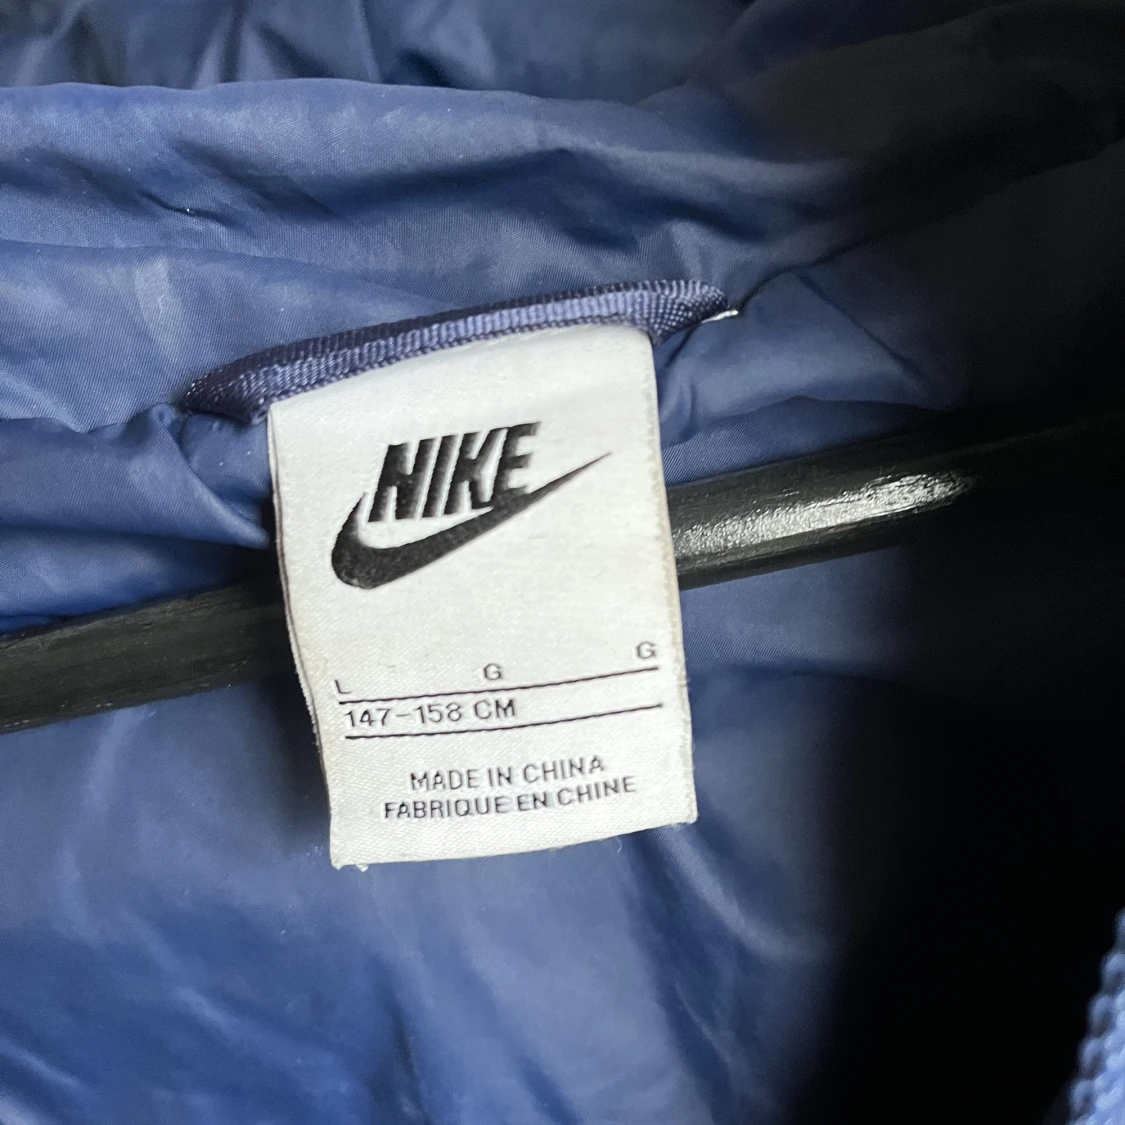 NIKE
L G G
147-158 CM
MADE IN CHINA
FABRIQUE EN CHINE